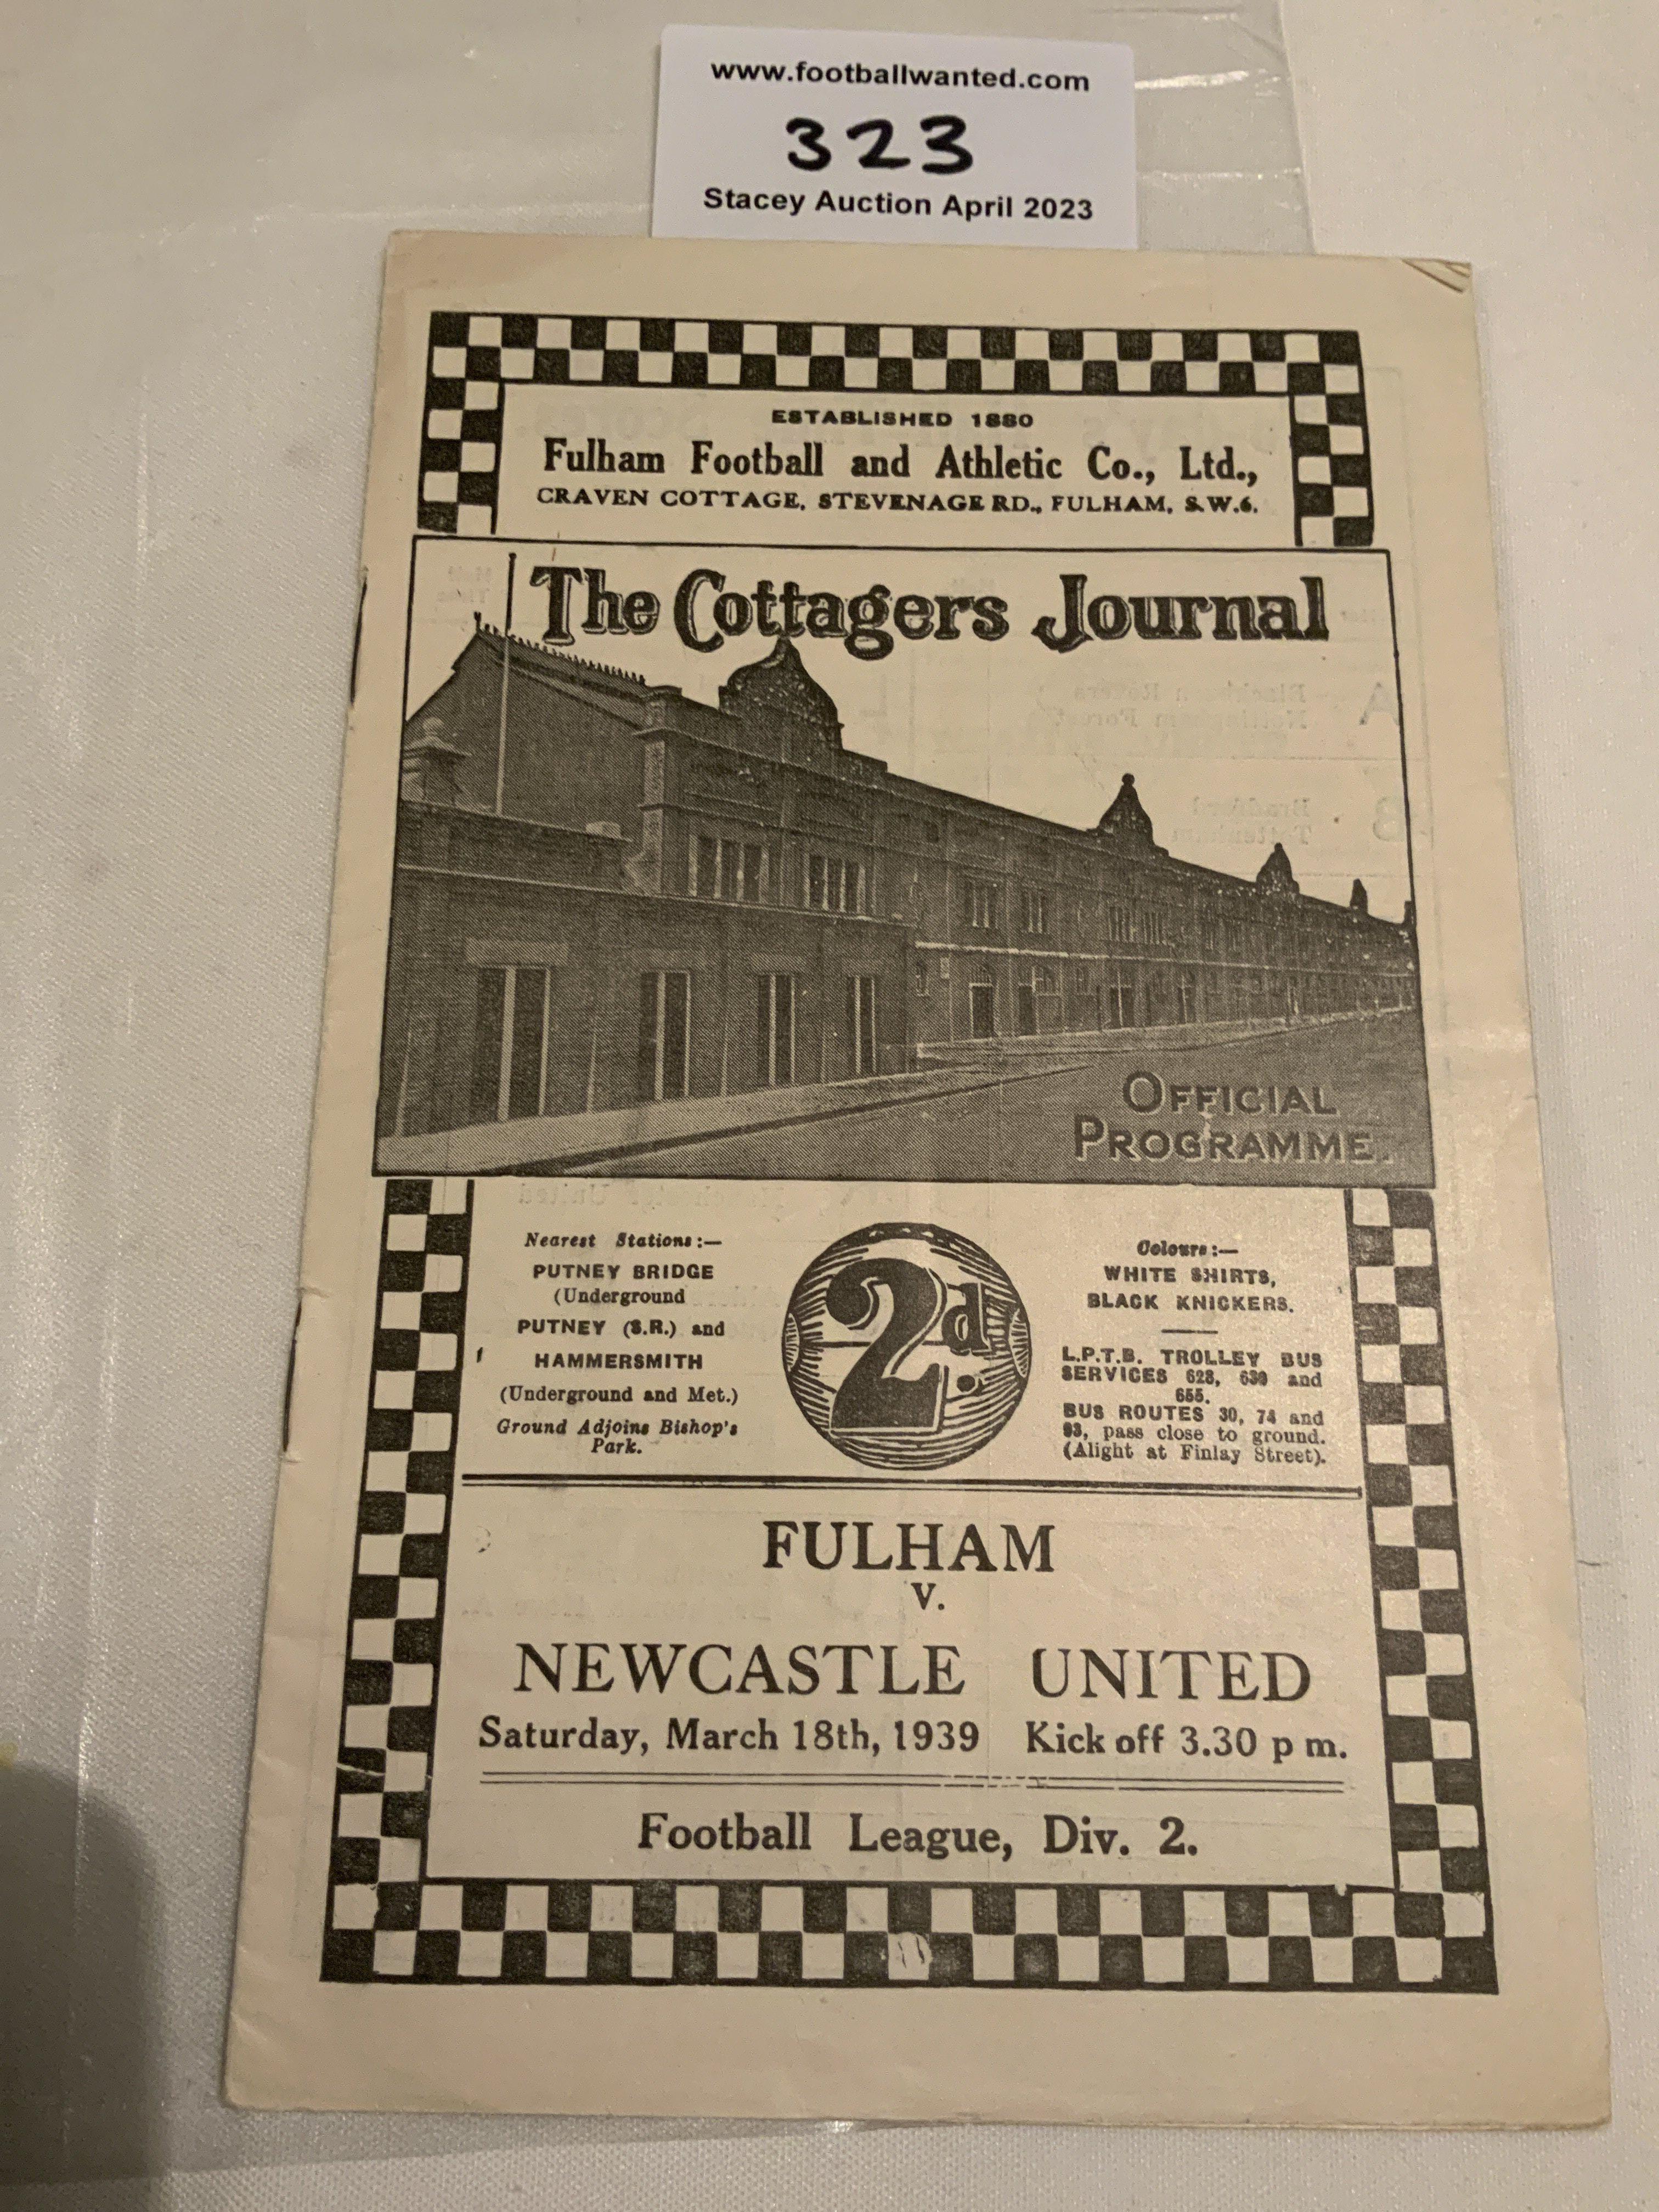 www.footballwanted.com
323
Stacey Auction April 2023
ESTABLISHED 1880
Fulham Football and Athletic Co., Ltd.,
CRAVEN COTTAGE, STEVENAGE RD., FULHAM, S.W.6.
The Cottagers Journal
OFFICIAL
PROGRAMME.
Nearest Stations:—
PUTNEY BRIDGE
(Underground
PUTNEY (S.R.) and
HAMMERSMITH
(Underground and Met.)
Ground Adjoins Bishop's
Park.
2d.
Colours:—
WHITE SHIRTS,
BLACK KNICKERS.
L.P.T.B. TROLLEY BUS
SERVICES 628, 630 and
655.
BUS ROUTES 30, 74 and
93, pass close to ground.
(Alight at Finlay Street).
FULHAM
V.
NEWCASTLE UNITED
Saturday, March 18th, 1939 Kick off 3.30 p m.
Football League, Div. 2.